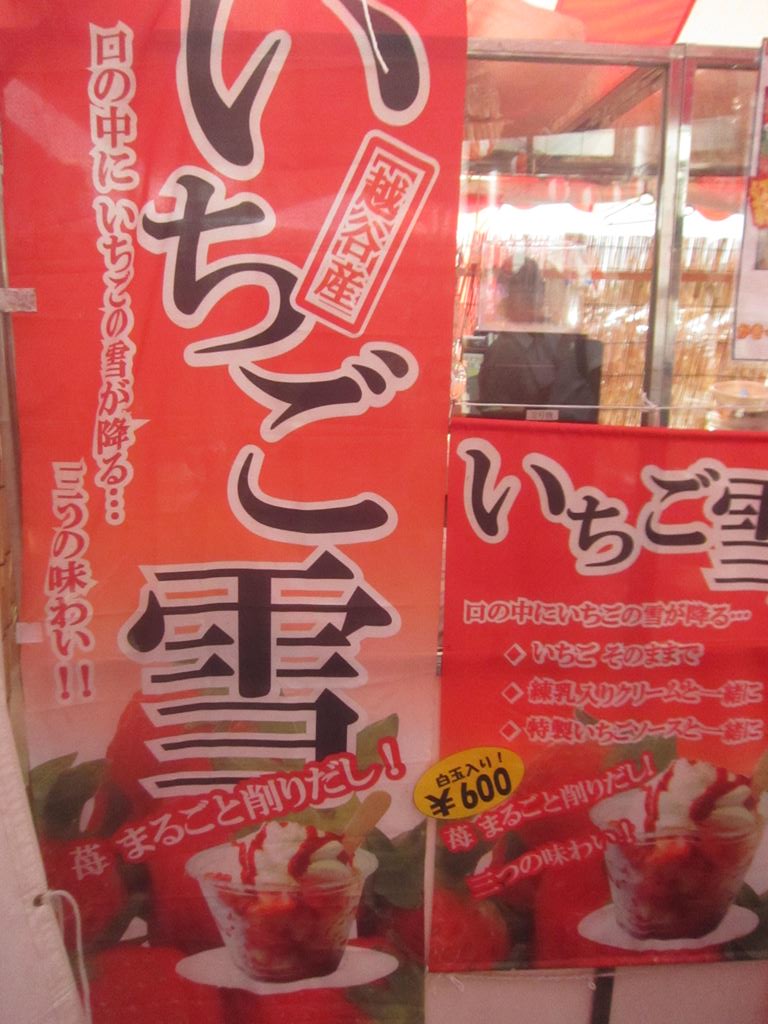 いちご雪
越谷産
口の中にいちごの雪が降る…
三つの味わい!!
苺 まるごと削りだし!
いちご雪
口の中にいちごの雪が降る…
◇いちご そのままで
◇練乳入りクリームと一緒に
◇特製いちごソースと一緒に
白玉入り!
¥600
苺 まるごと削りだし!
三つの味わい!